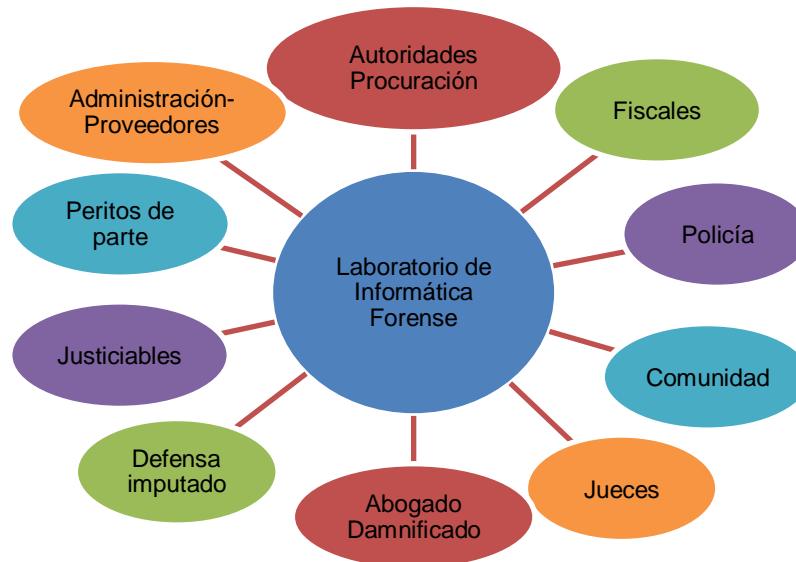 Autoridades
Procuración
Fiscales
Policía
Comunidad
Jueces
Abogado
Damnificado
Defensa
imputado
Justiciables
Peritos de
parte
Administración-
Proveedores
Laboratorio de
Informática
Forense